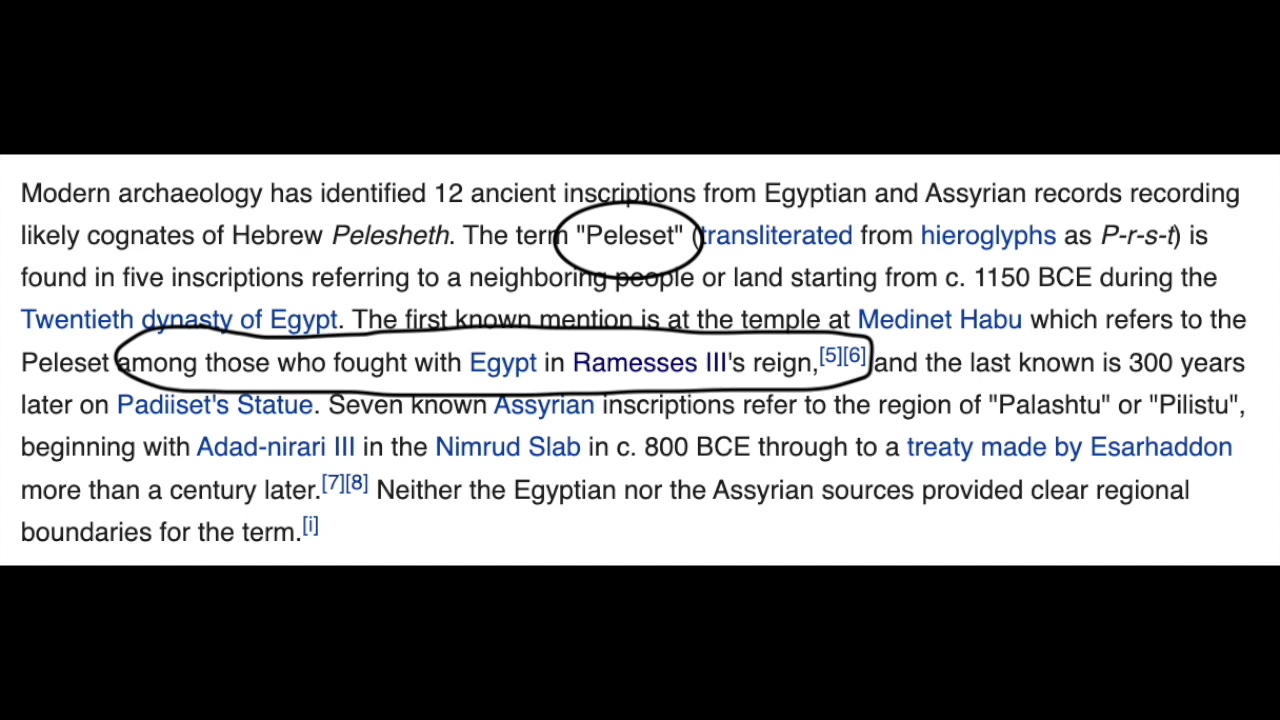 Modern archaeology has identified 12 ancient inscriptions from Egyptian and Assyrian records recording
likely cognates of Hebrew Pelesheth. The term "Peleset" (transliterated from hieroglyphs as P-r-s-t) is
found in five inscriptions referring to a neighboring people or land starting from c. 1150 BCE during the
Twentieth dynasty of Egypt. The first known mention is at the temple at Medinet Habu which refers to the
Peleset among those who fought with Egypt in Ramesses III's reign,[5][6] and the last known is 300 years
later on Padiiset's Statue. Seven known Assyrian inscriptions refer to the region of "Palashtu" or "Pilistu",
beginning with Adad-nirari III in the Nimrud Slab in c. 800 BCE through to a treaty made by Esarhaddon
more than a century later.[7][8] Neither the Egyptian nor the Assyrian sources provided clear regional
boundaries for the term.[i]